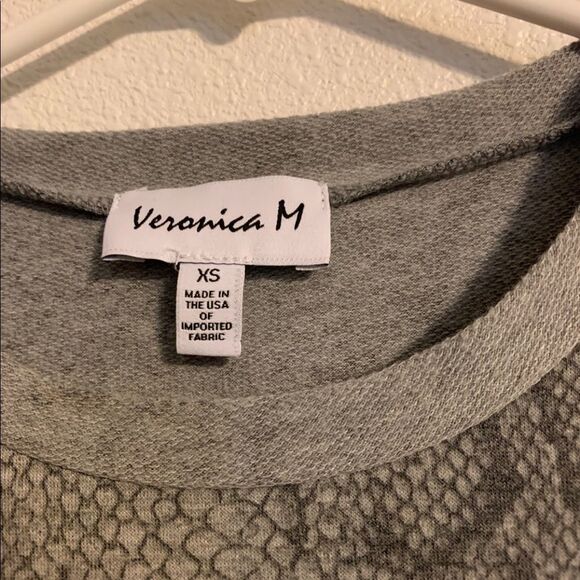 Veronica M
XS
MADE IN
THE USA
OF
IMPORTED
FABRIC